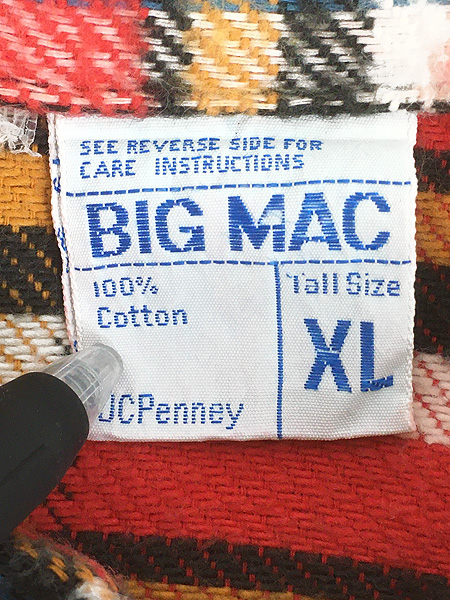 SEE REVERSE SIDE FOR
CARE INSTRUCTIONS
BIG MAC
100%
Cotton
JCPenney
Tall Size
XL